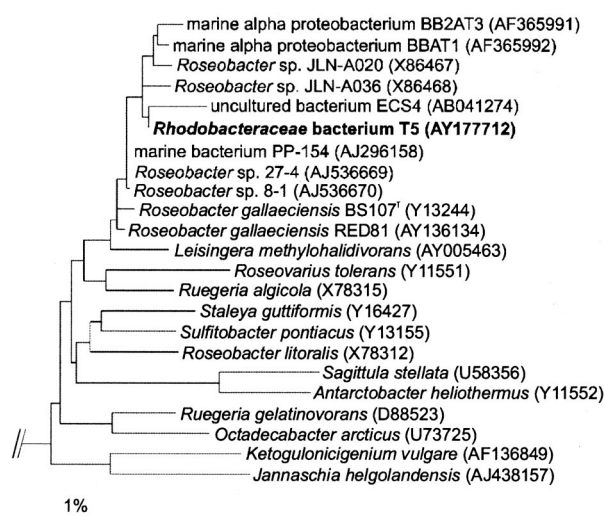 marine alpha proteobacterium BB2AT3 (AF365991)
marine alpha proteobacterium BBAT1 (AF365992)
Roseobacter sp. JLN-A020 (X86467)
Roseobacter sp. JLN-A036 (X86468)
uncultured bacterium ECS4 (AB041274)
Rhodobacteraceae bacterium T5 (AY177712)
marine bacterium PP-154 (AJ296158)
Roseobacter sp. 27-4 (AJ536669)
Roseobacter sp. 8-1 (AJ536670)
Roseobacter gallaeciensis BS107ᵀ (Y13244)
Roseobacter gallaeciensis RED81 (AY136134)
Leisingera methylohalidivorans (AY005463)
Roseovarius tolerans (Y11551)
Ruegeria algicola (X78315)
Staleya guttiformis (Y16427)
Sulfitobacter pontiacus (Y13155)
Roseobacter litoralis (X78312)
Sagittula stellata (U58356)
Antarctobacter heliothermus (Y11552)
Ruegeria gelatinovorans (D88523)
Octadecabacter arcticus (U73725)
Ketogulonicigenium vulgare (AF136849)
Jannaschia helgolandensis (AJ438157)
1%